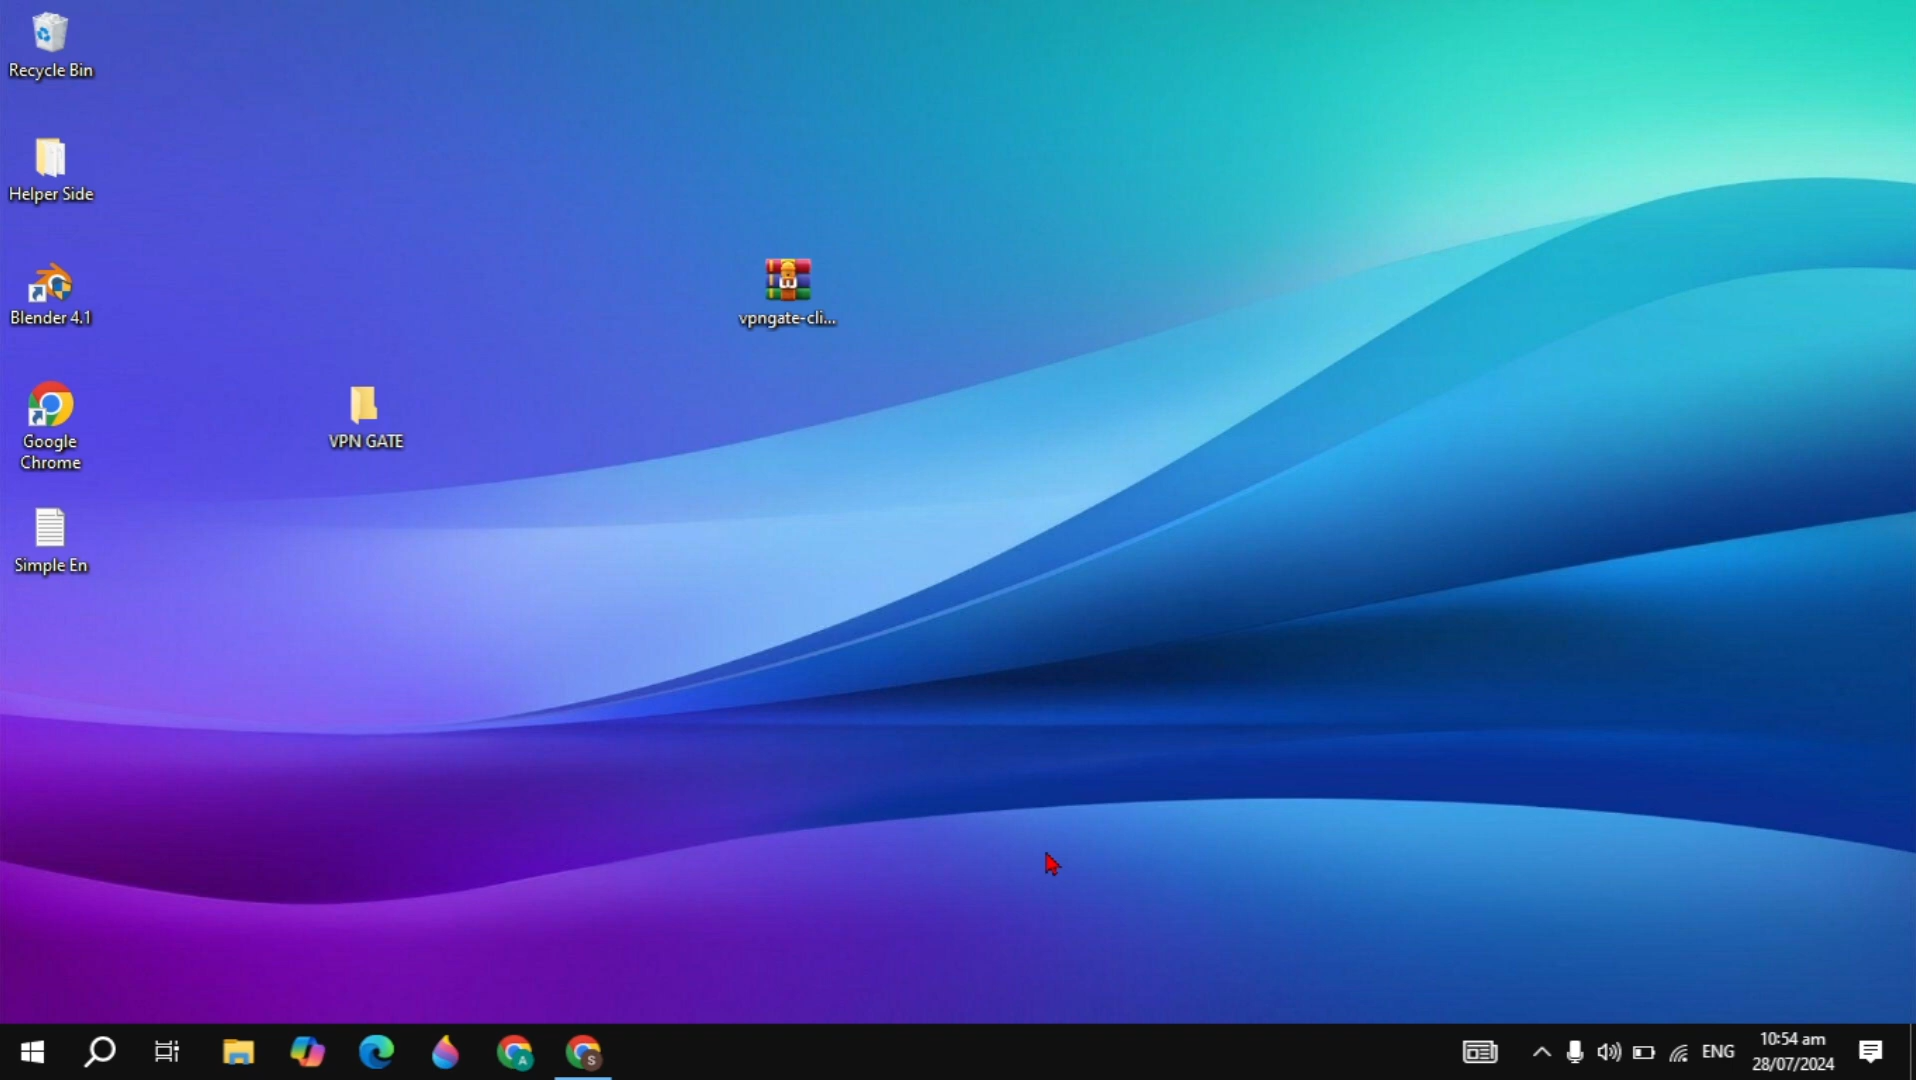 Recycle Bin
Helper Side
Blender 4.1
Google
Chrome
Simple En
VPN GATE
vpngate-cli...
A
S
ENG
10:54 am
28/07/2024